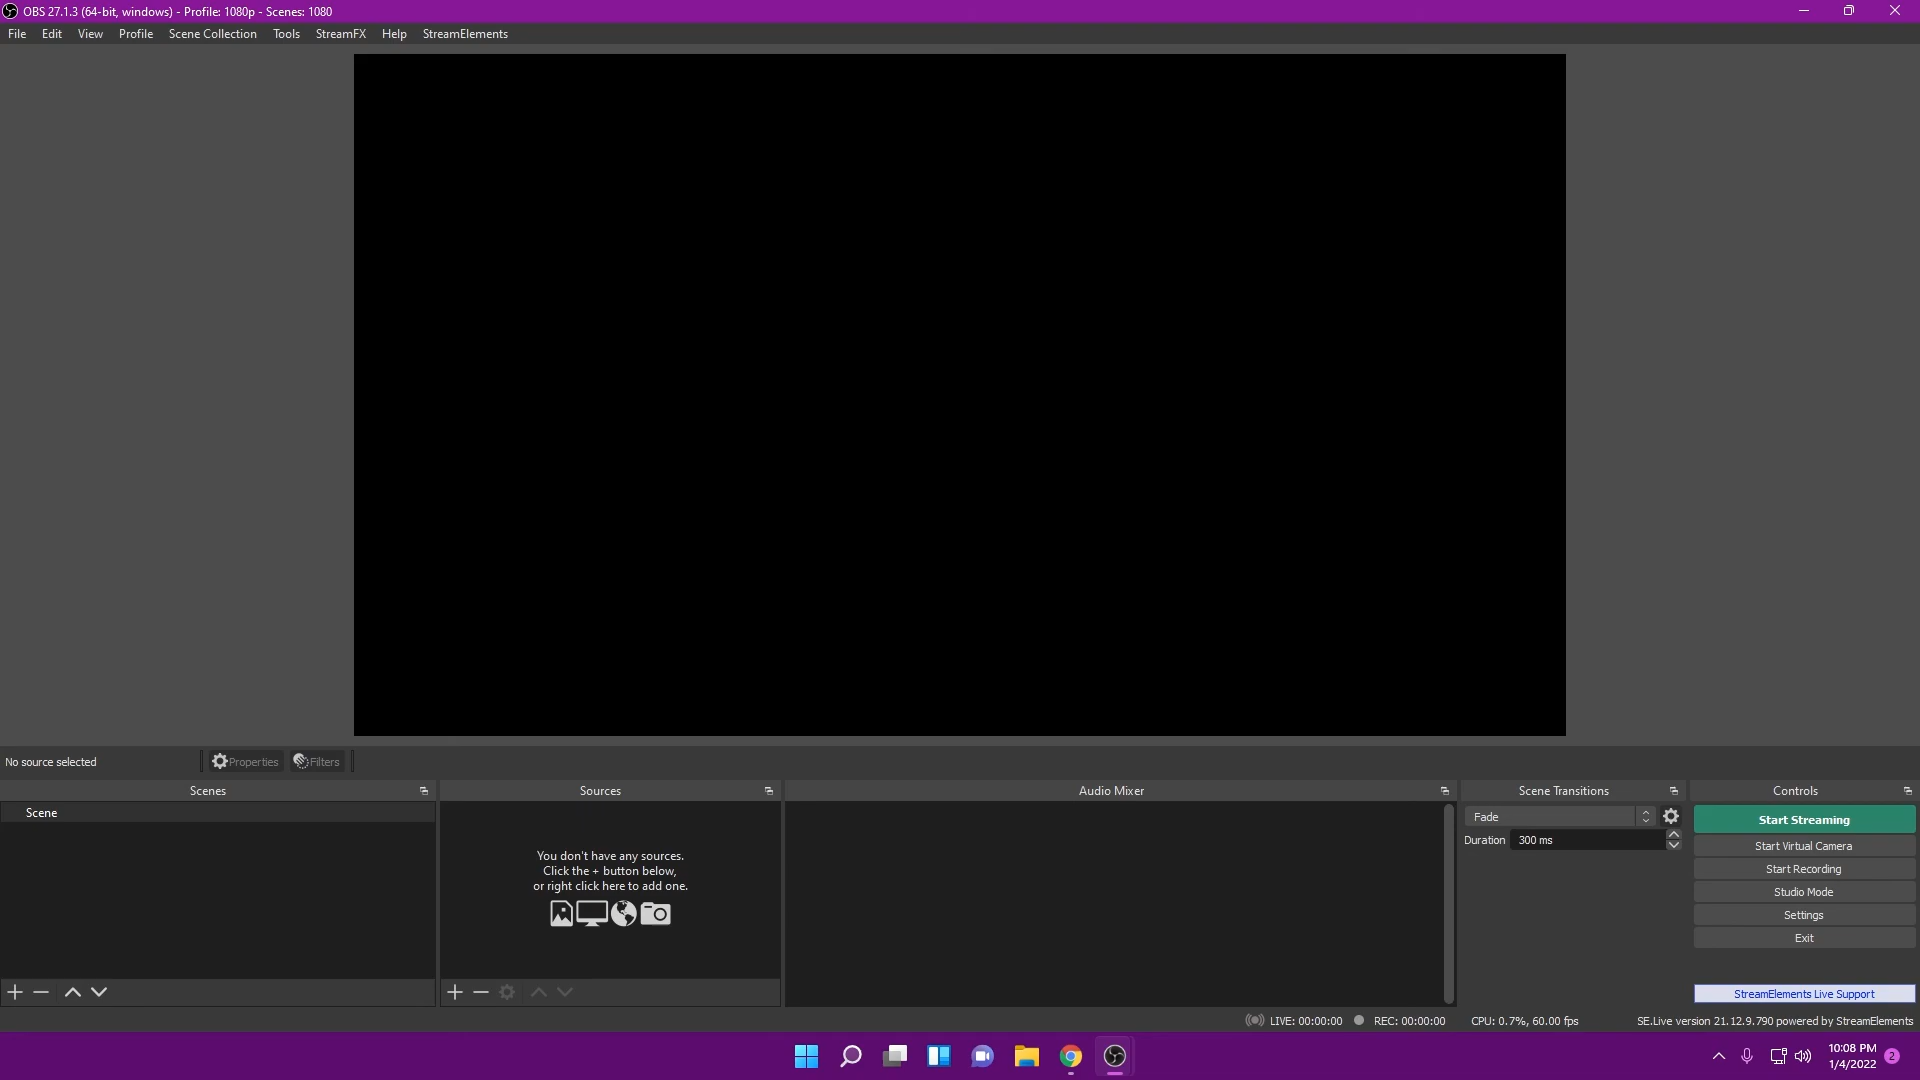 OBS 27.1.3 (64-bit, windows) - Profile: 1080p - Scenes: 1080
File Edit View Profile Scene Collection Tools StreamFX Help StreamElements
No source selected Properties Filters
Scenes Sources Audio Mixer Scene Transitions Controls
Scene
You don't have any sources.
Click the + button below,
or right click here to add one.
Fade
Duration 300 ms
Start Streaming
Start Virtual Camera
Start Recording
Studio Mode
Settings
Exit
StreamElements Live Support
LIVE: 00:00:00 REC: 00:00:00 CPU: 0.7%, 60.00 fps SE.Live version 21.12.9.790 powered by StreamElements
10:08 PM
1/4/2022
2